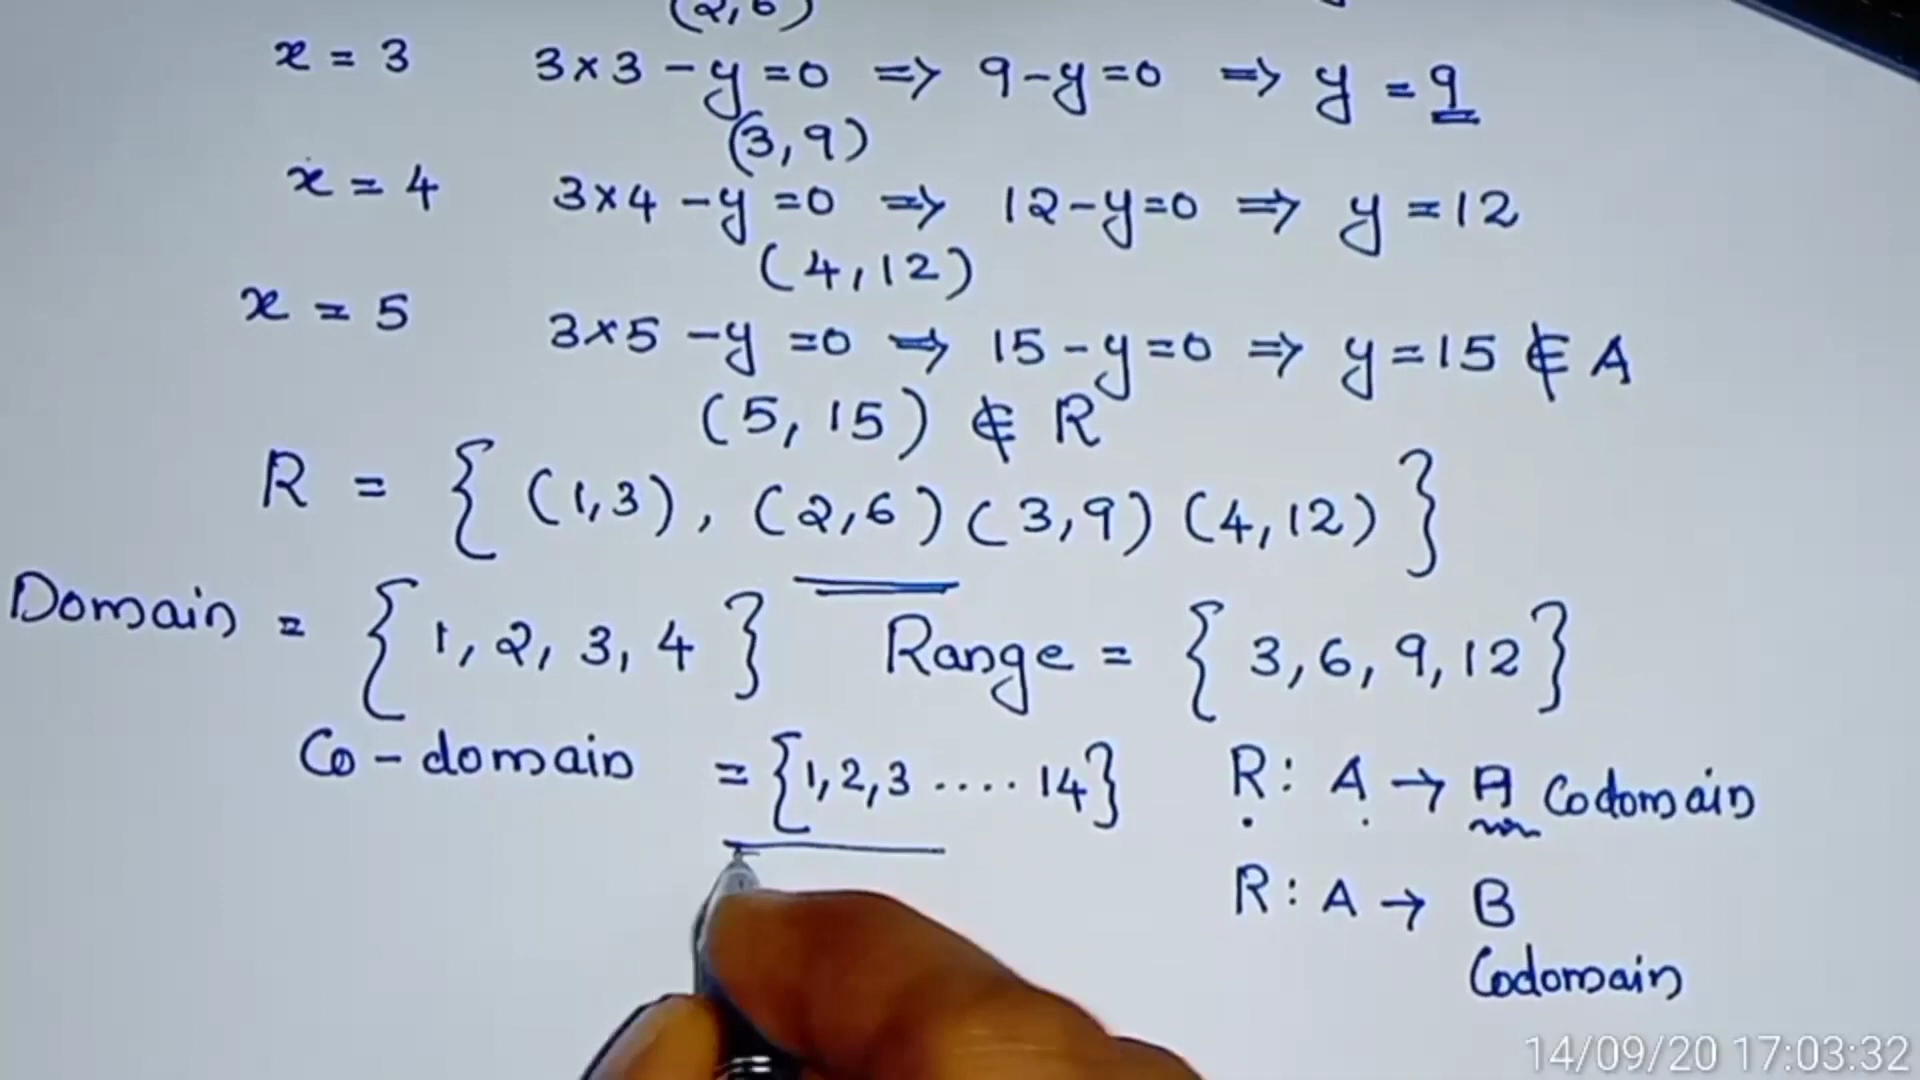 (2,6)
x = 3 3×3 - y = 0 ⇒ 9 - y = 0 ⇒ y = 9
(3,9)
x = 4 3×4 - y = 0 ⇒ 12 - y = 0 ⇒ y = 12
(4,12)
x = 5 3×5 - y = 0 ⇒ 15 - y = 0 ⇒ y = 15 ∉ A
(5, 15) ∉ R
R = { (1,3), (2,6) (3,9) (4,12) }
Domain = { 1, 2, 3, 4 } Range = { 3, 6, 9, 12 }
Co-domain = {1,2,3 .... 14} R: A → A Codomain
R: A → B
Codomain
14/09/20 17:03:32